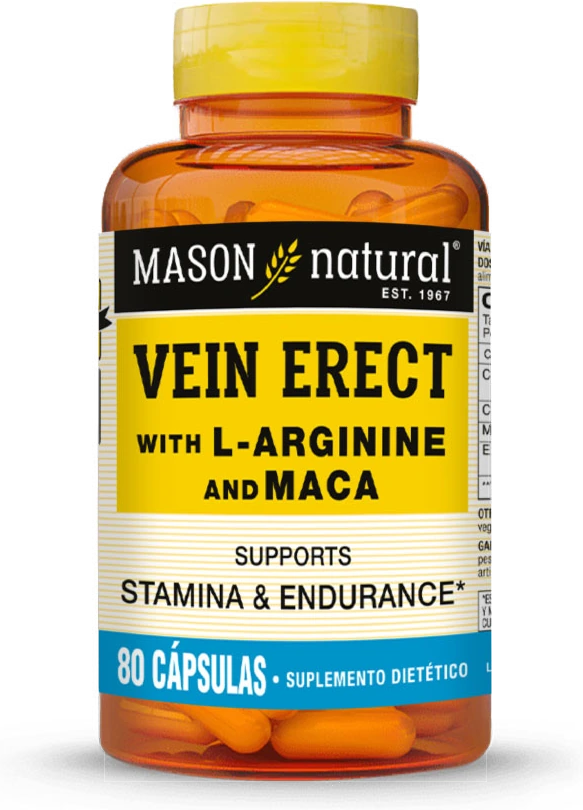 MASON natural®
EST. 1967
VEIN ERECT
WITH L-ARGININE
AND MACA
SUPPORTS
STAMINA & ENDURANCE*
80 CÁPSULAS • SUPLEMENTO DIETÉTICO